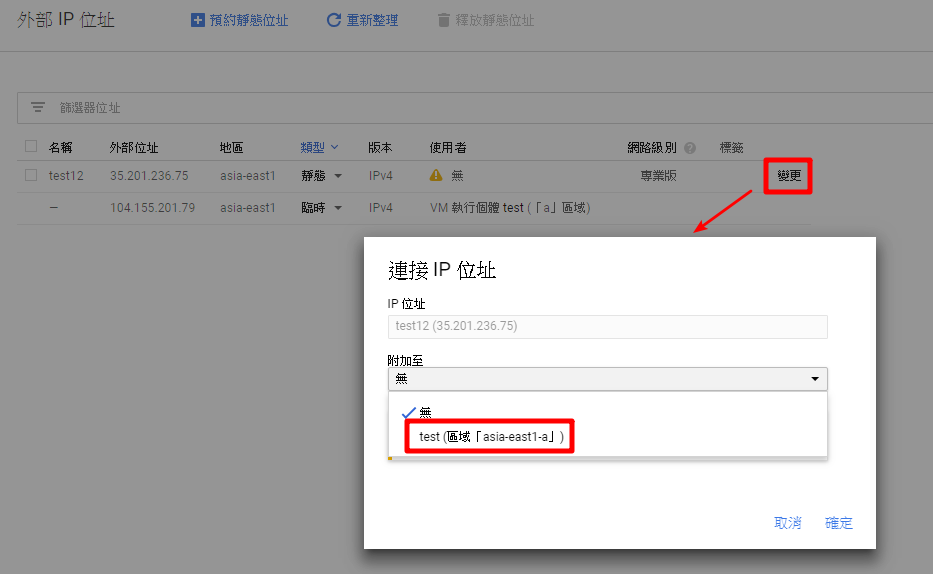 外部 IP 位址 預約靜態位址 重新整理 釋放靜態位址
篩選器位址
名稱 外部位址 地區 類型 版本 使用者 網路級別 標籤
test12 35.201.236.75 asia-east1 靜態 IPv4 無 專業版 變更
— 104.155.201.79 asia-east1 臨時 IPv4 VM 執行個體 test (「a」區域)
連接 IP 位址
IP 位址
test12 (35.201.236.75)
附加至
無
無
test (區域「asia-east1-a」)
取消 確定